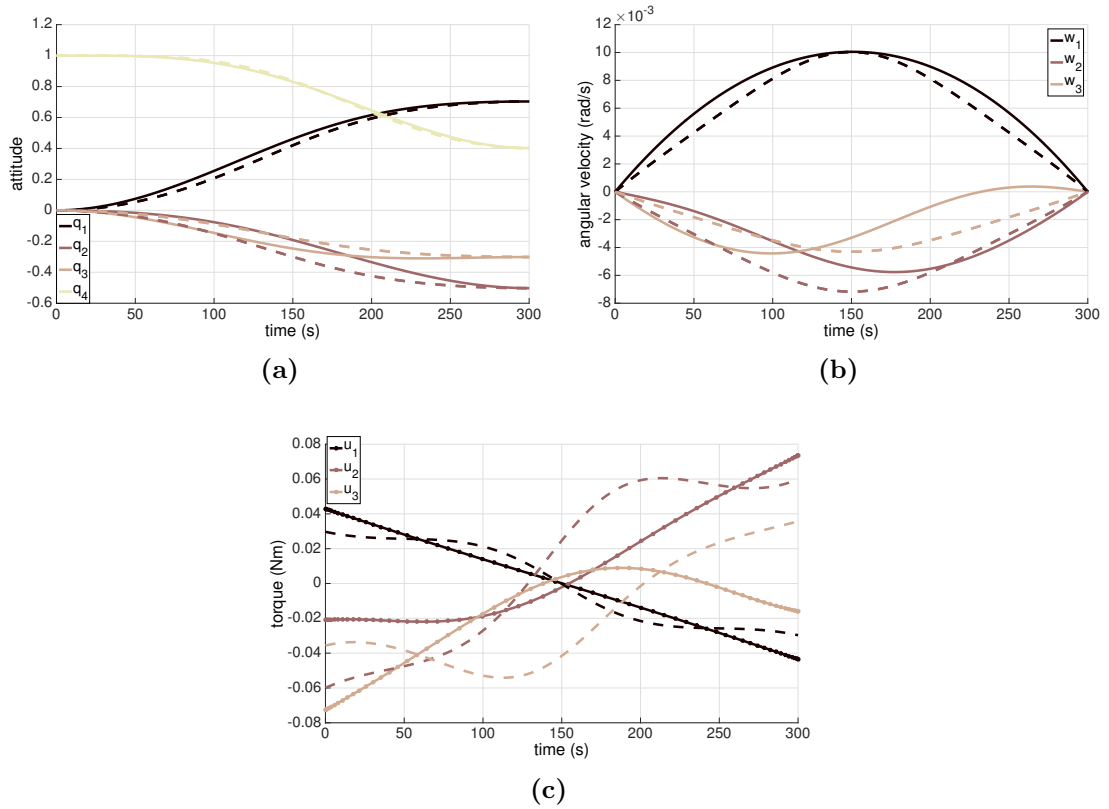 1.2
1
0.8
0.6
0.4
0.2
0
-0.2
-0.4
-0.6
attitude
q1
q2
q3
q4
0 50 100 150 200 250 300
time (s)
(a)
×10-3
12
10
8
6
4
2
0
-2
-4
-6
-8
angular velocity (rad/s)
w1
w2
w3
0 50 100 150 200 250 300
time (s)
(b)
0.08
0.06
0.04
0.02
0
-0.02
-0.04
-0.06
-0.08
torque (Nm)
u1
u2
u3
0 50 100 150 200 250 300
time (s)
(c)